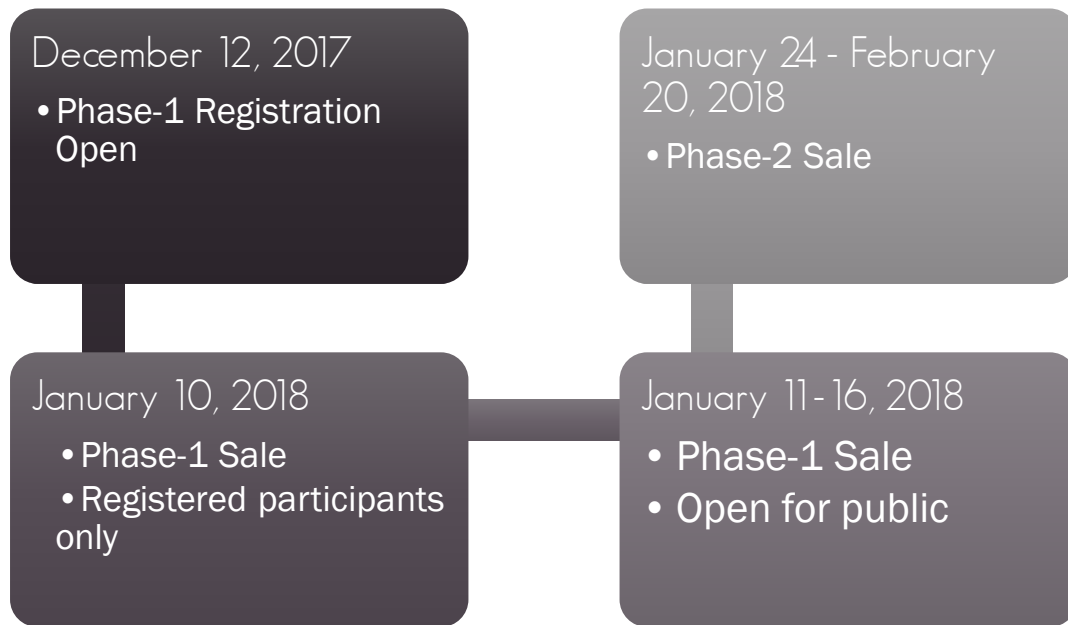 December 12, 2017
• Phase-1 Registration
Open
January 10, 2018
• Phase-1 Sale
• Registered participants
only
January 11 - 16, 2018
• Phase-1 Sale
• Open for public
January 24 - February
20, 2018
• Phase-2 Sale